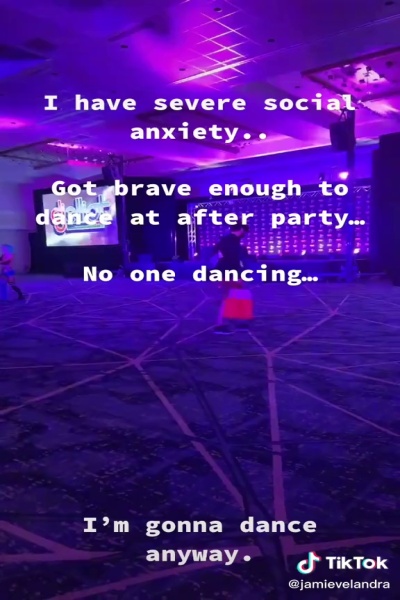 I have severe social
anxiety..
Got brave enough to
dance at after party…
No one dancing…
I'm gonna dance
anyway.
TikTok
@jamievelandra